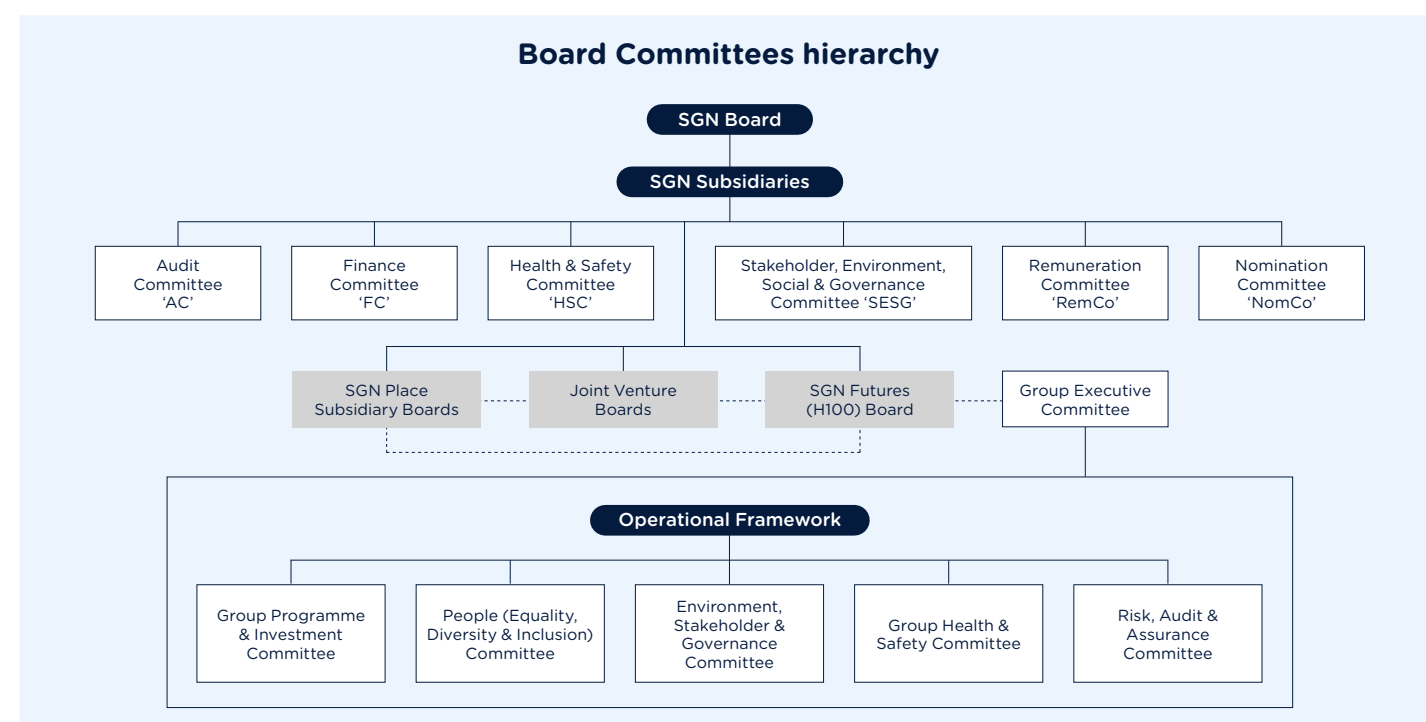 Board Committees hierarchy
SGN Board
SGN Subsidiaries
Audit
Committee
‘AC’
Finance
Committee
‘FC’
Health & Safety
Committee
‘HSC’
Stakeholder, Environment,
Social & Governance
Committee ‘SESG’
Remuneration
Committee
‘RemCo’
Nomination
Committee
‘NomCo’
SGN Place
Subsidiary Boards
Joint Venture
Boards
SGN Futures
(H100) Board
Group Executive
Committee
Operational Framework
Group Programme
& Investment
Committee
People (Equality,
Diversity & Inclusion)
Committee
Environment,
Stakeholder &
Governance
Committee
Group Health &
Safety Committee
Risk, Audit &
Assurance
Committee